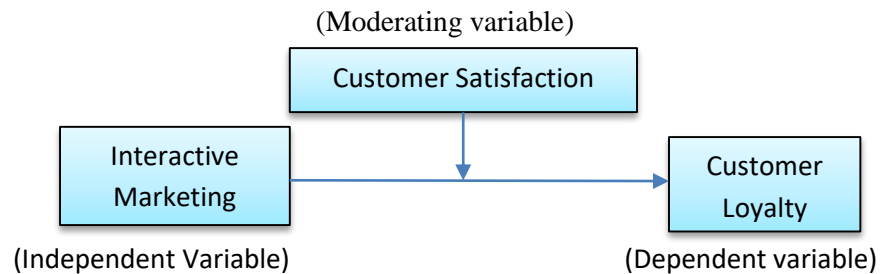 (Moderating variable)
Customer Satisfaction
Interactive
Marketing
Customer
Loyalty
(Independent Variable)
(Dependent variable)